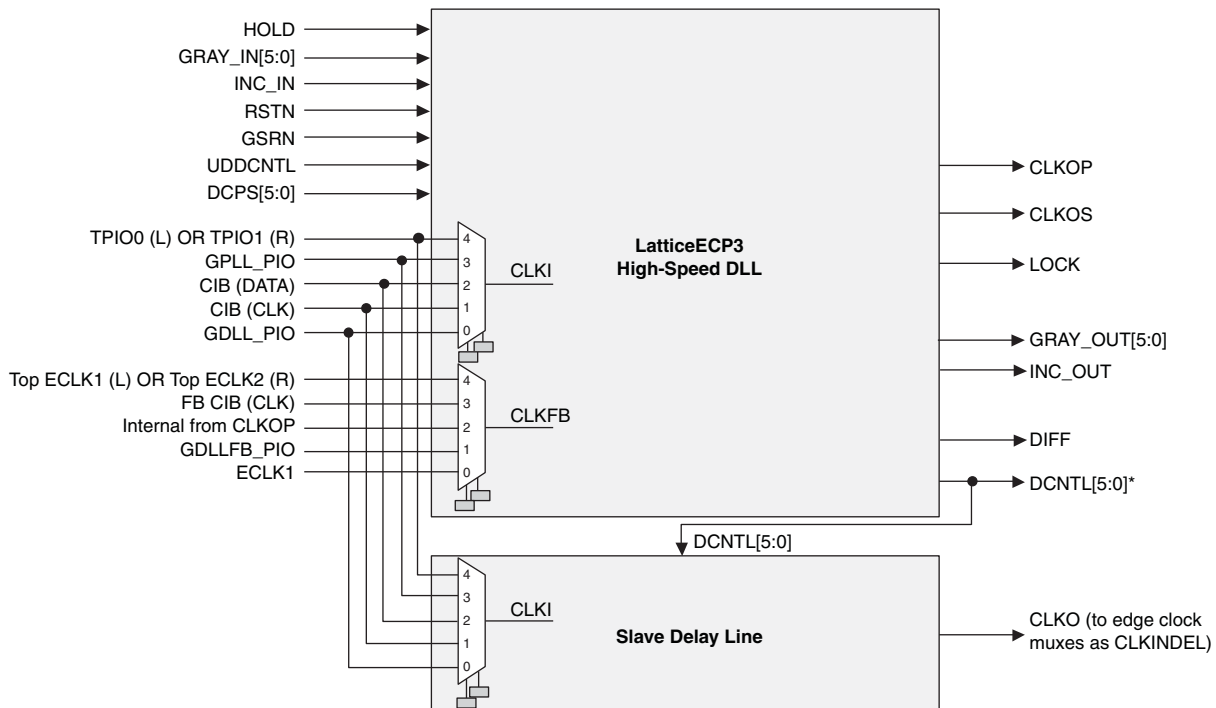 HOLD
GRAY_IN[5:0]
INC_IN
RSTN
GSRN
UDDCNTL
DCPS[5:0]
TPIO0 (L) OR TPIO1 (R)
GPLL_PIO
CIB (DATA)
CIB (CLK)
GDLL_PIO
4
3
2
1
0
CLKI
Top ECLK1 (L) OR Top ECLK2 (R)
FB CIB (CLK)
Internal from CLKOP
GDLLFB_PIO
ECLK1
4
3
2
1
0
CLKFB
LatticeECP3
High-Speed DLL
CLKOP
CLKOS
LOCK
GRAY_OUT[5:0]
INC_OUT
DIFF
DCNTL[5:0]*
DCNTL[5:0]
4
3
2
1
0
CLKI
Slave Delay Line
CLKO (to edge clock
muxes as CLKINDEL)